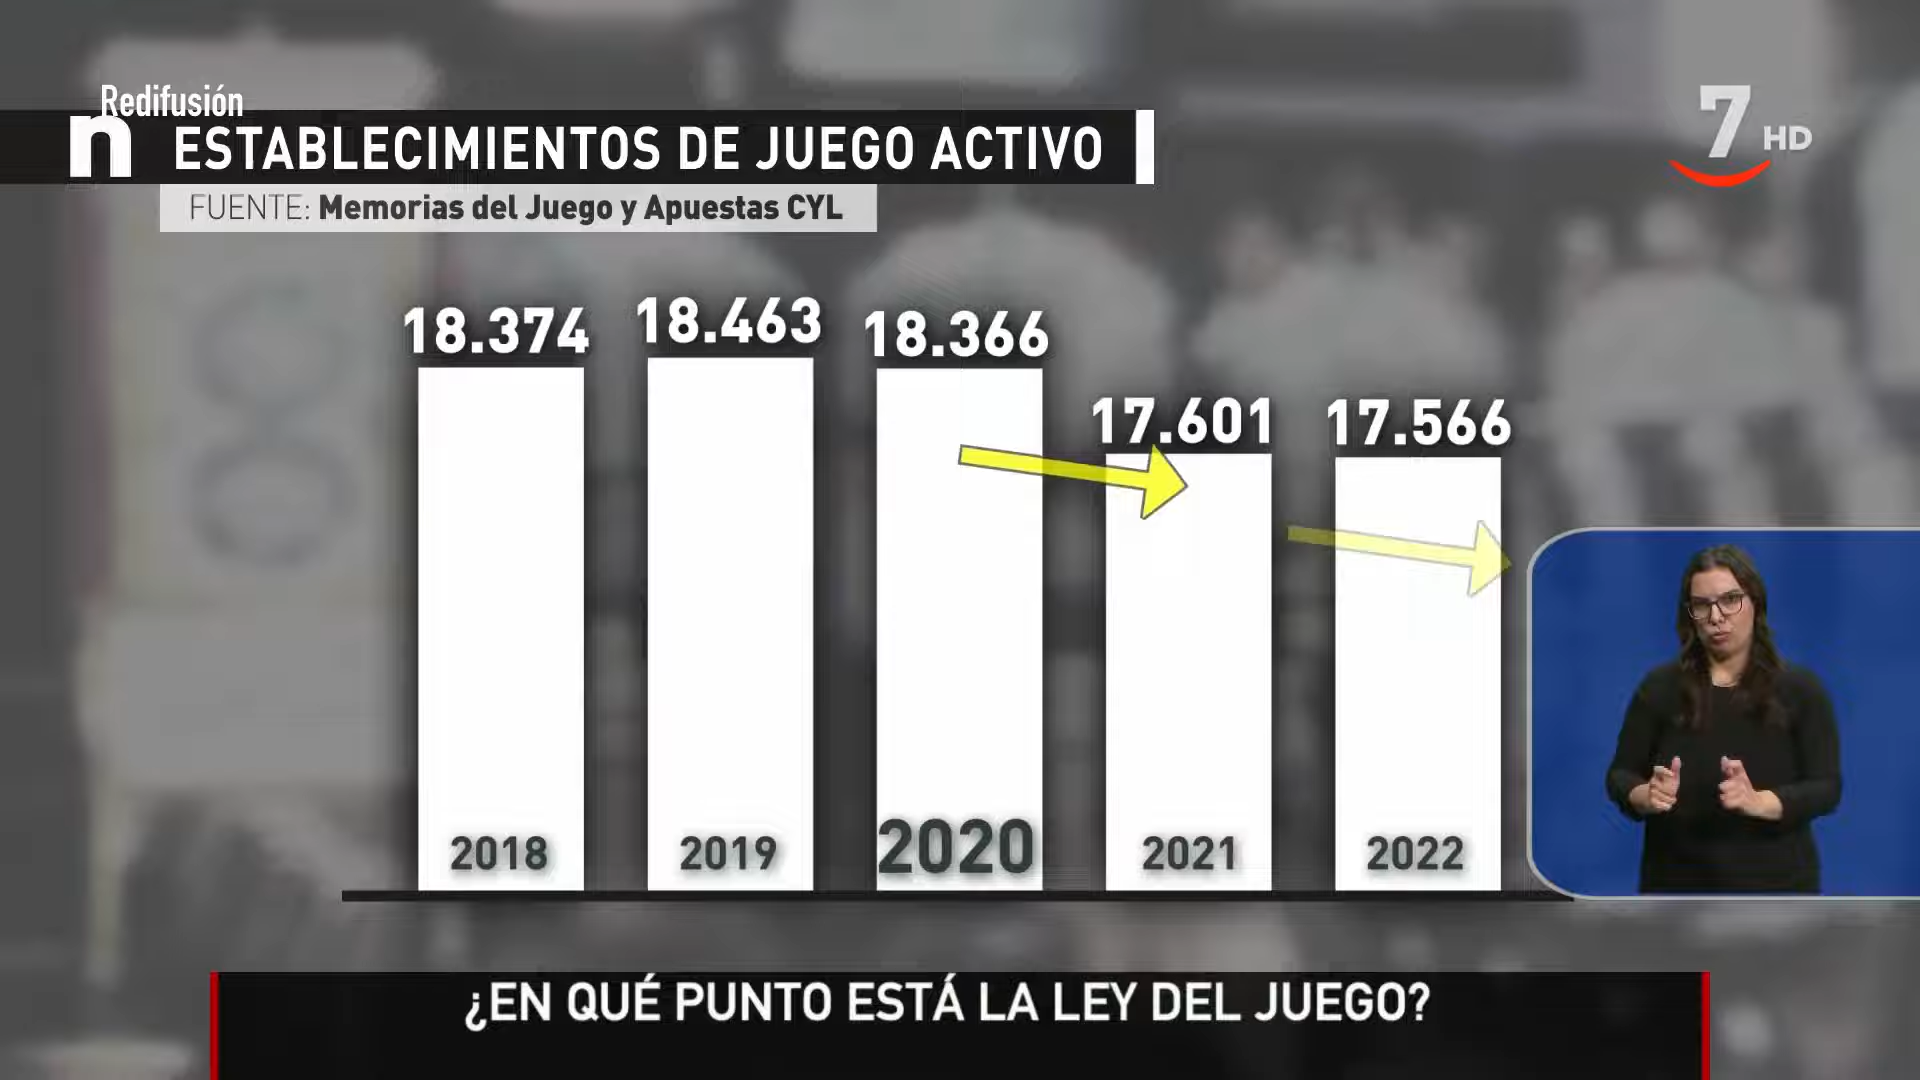 Redifusión
n ESTABLECIMIENTOS DE JUEGO ACTIVO
FUENTE: Memorias del Juego y Apuestas CYL
7 HD
18.374
18.463
18.366
17.601
17.566
2018
2019
2020
2021
2022
¿EN QUÉ PUNTO ESTÁ LA LEY DEL JUEGO?